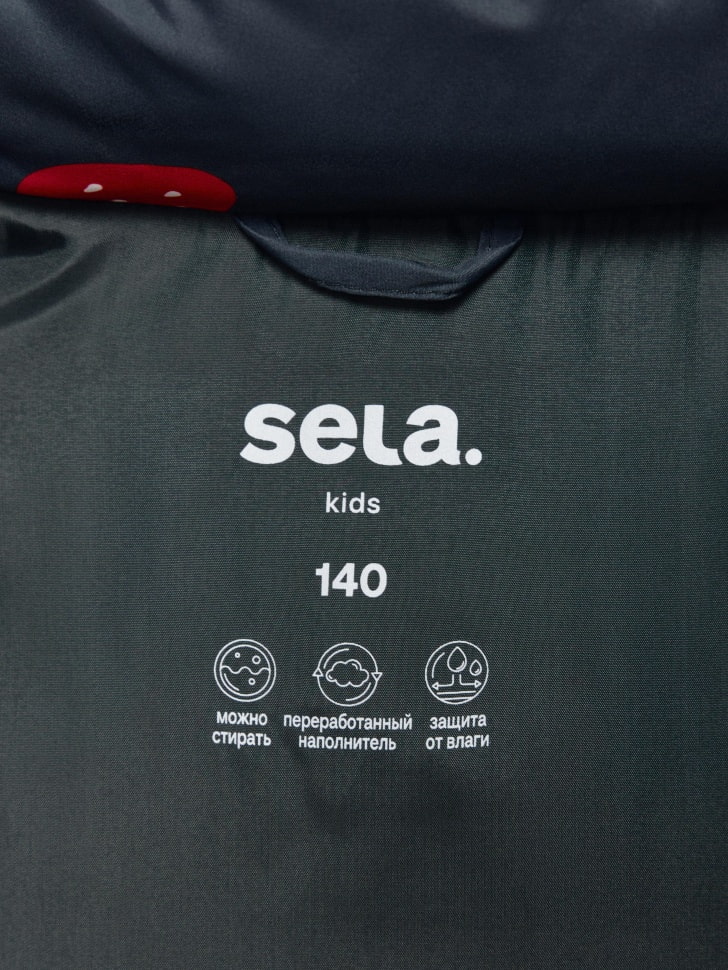 sela.
kids
140
можно
стирать
переработанный
наполнитель
защита
от влаги